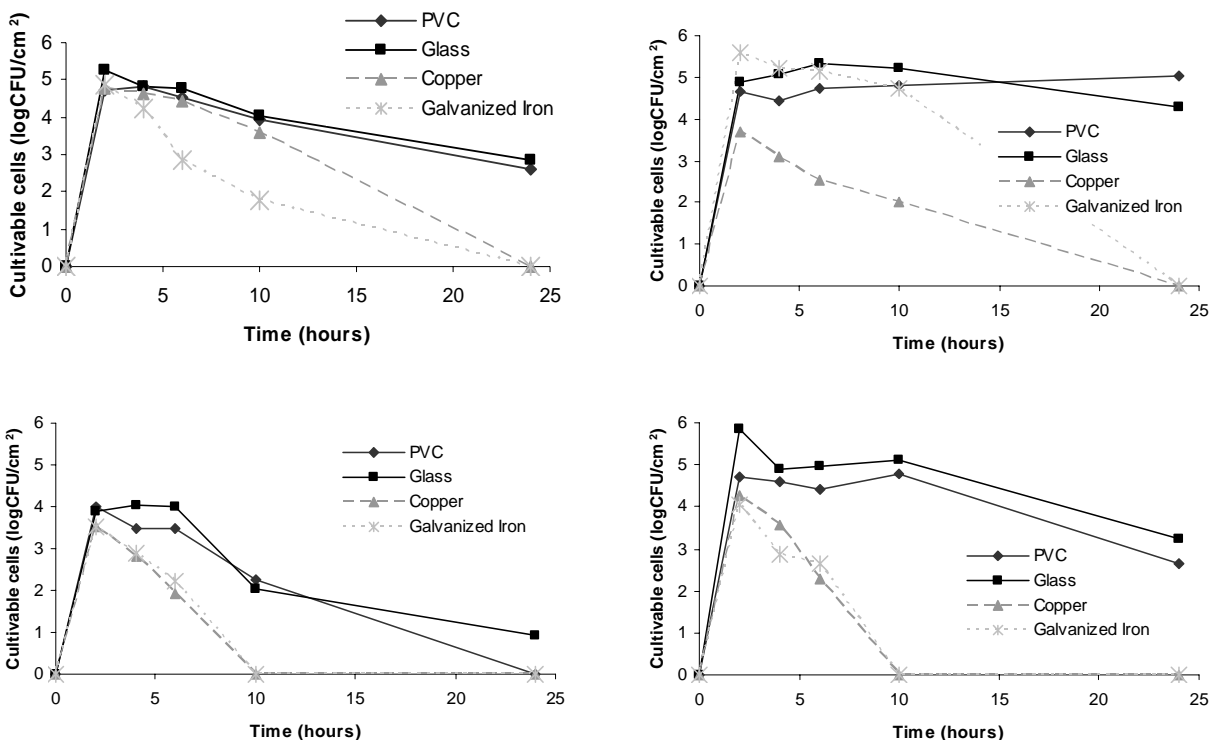 Cultivable cells (logCFU/cm²)
6
5
4
3
2
1
0
0 5 10 15 20 25
Time (hours)
PVC
Glass
Copper
Galvanized Iron
Cultivable cells (logCFU/cm²)
6
5
4
3
2
1
0
0 5 10 15 20 25
Time (hours)
PVC
Glass
Copper
Galvanized Iron
Cultivable cells (logCFU/cm²)
6
5
4
3
2
1
0
0 5 10 15 20 25
Time (hours)
PVC
Glass
Copper
Galvanized Iron
Cultivable cells (logCFU/cm²)
6
5
4
3
2
1
0
0 5 10 15 20 25
Time (hours)
PVC
Glass
Copper
Galvanized Iron